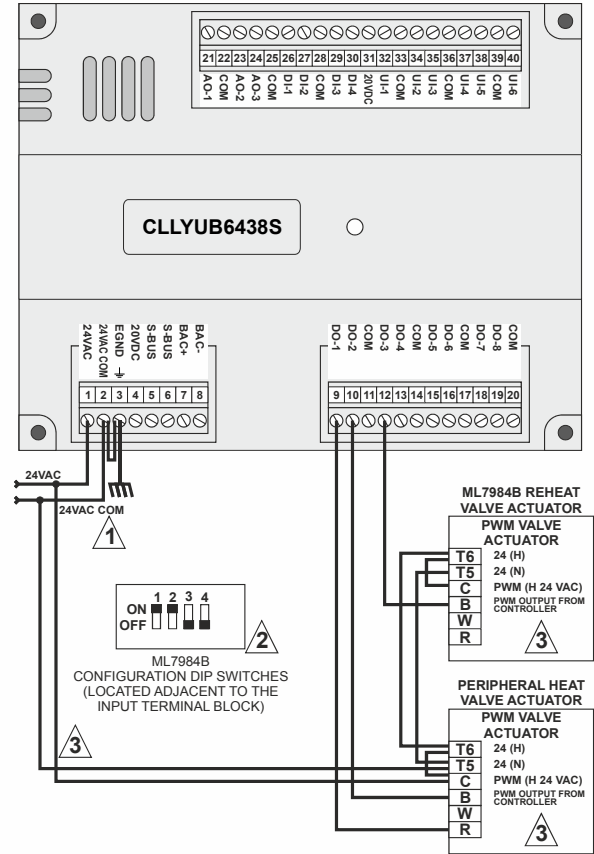 21 22 23 24 25 26 27 28 29 30 31 32 33 34 35 36 37 38 39 40
AO-1 COM AO-2 AO-3 COM DI-1 DI-2 COM DI-3 DI-4 20VDC UI-1 COM UI-2 UI-3 COM UI-4 UI-5 COM UI-6
CLLYUB6438S
24VAC 24VAC COM EGND 20VDC S-BUS S-BUS BAC+ BAC-
1 2 3 4 5 6 7 8
DO-1 DO-2 COM DO-3 DO-4 COM DO-5 DO-6 COM DO-7 DO-8 COM
9 10 11 12 13 14 15 16 17 18 19 20
24VAC
24VAC COM
1
ON 1 2 3 4
OFF
2
ML7984B
CONFIGURATION DIP SWITCHES
(LOCATED ADJACENT TO THE
INPUT TERMINAL BLOCK)
3
ML7984B REHEAT
VALVE ACTUATOR
PWM VALVE
ACTUATOR
T6 24 (H)
T5 24 (N)
C PWM (H 24 VAC)
B PWM OUTPUT FROM
CONTROLLER
W
R
3
PERIPHERAL HEAT
VALVE ACTUATOR
PWM VALVE
ACTUATOR
T6 24 (H)
T5 24 (N)
C PWM (H 24 VAC)
B PWM OUTPUT FROM
CONTROLLER
W
R
3